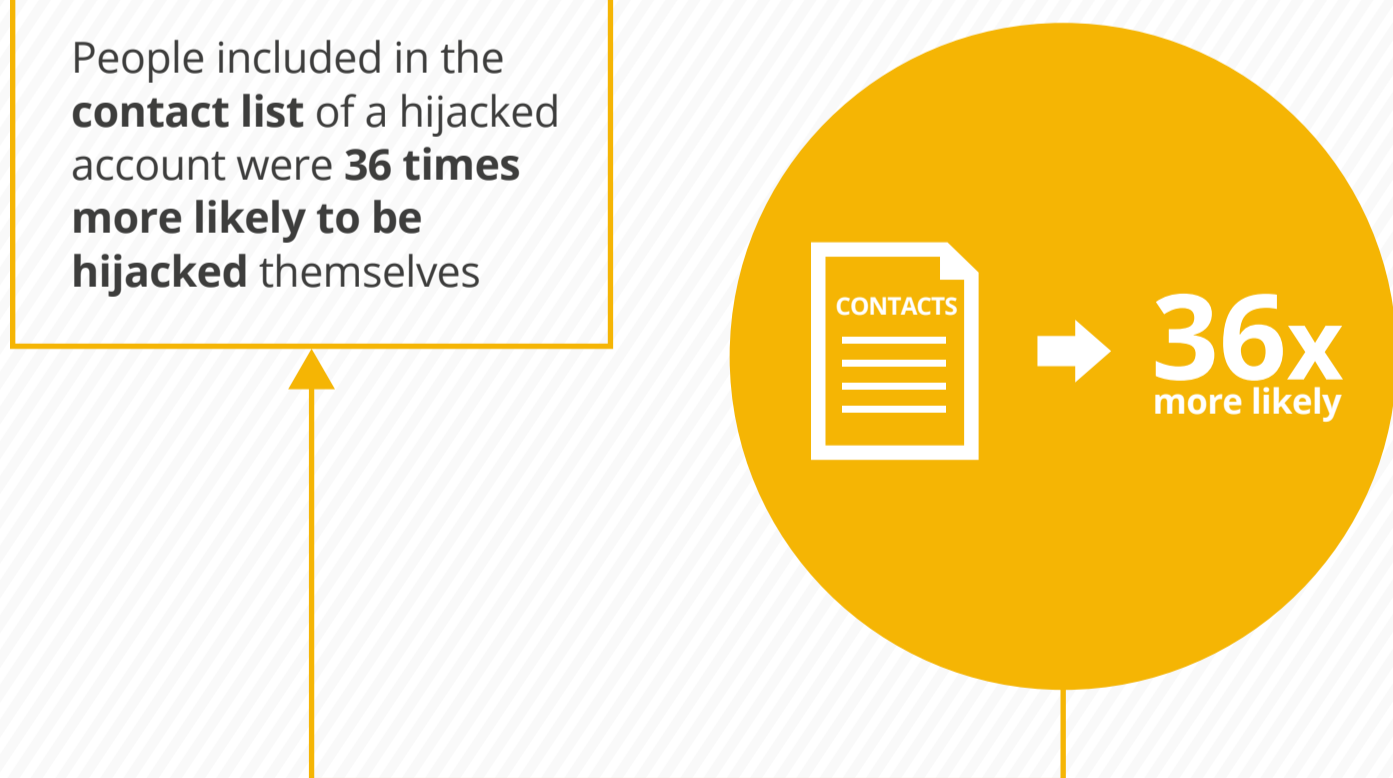 People included in the
contact list of a hijacked
account were 36 times
more likely to be
hijacked themselves
CONTACTS
36x
more likely